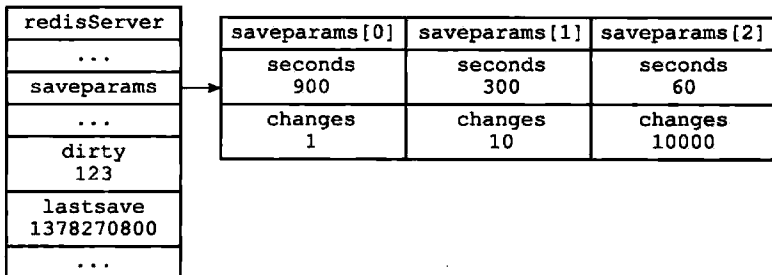 redisServer
...
saveparams
...
dirty
123
lastsave
1378270800
...
saveparams[0] saveparams[1] saveparams[2]
seconds seconds seconds
900 300 60
changes changes changes
1 10 10000